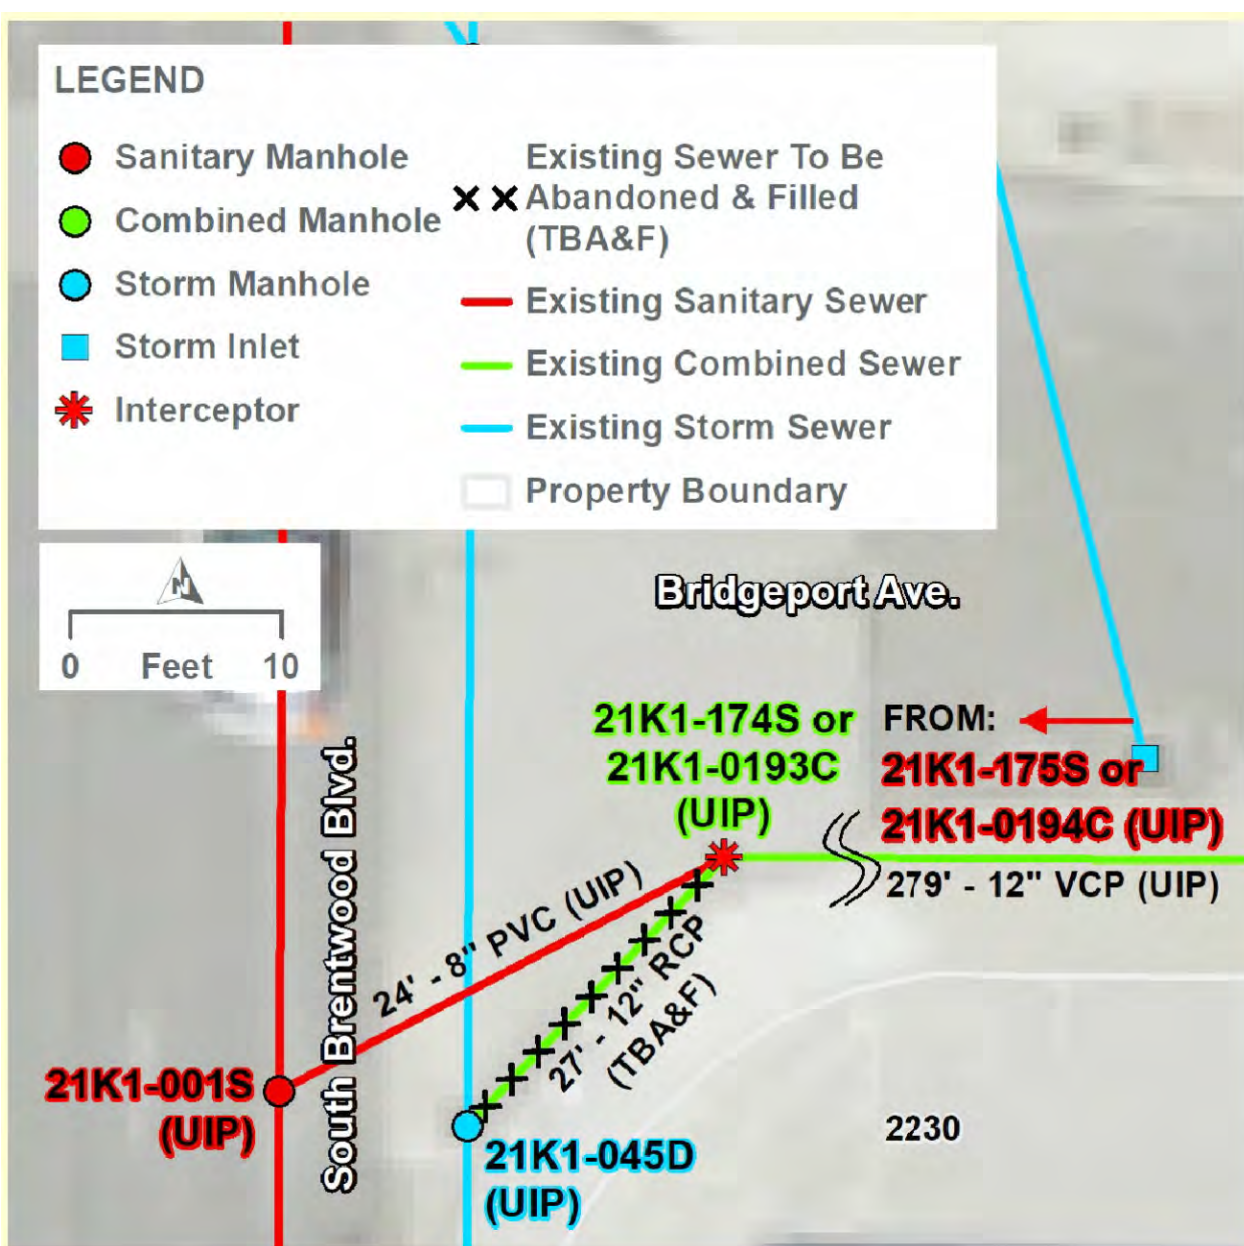 LEGEND
Sanitary Manhole
Combined Manhole
Storm Manhole
Storm Inlet
Interceptor
Existing Sewer To Be
Abandoned & Filled
(TBA&F)
Existing Sanitary Sewer
Existing Combined Sewer
Existing Storm Sewer
Property Boundary
N
0 Feet 10
Bridgeport Ave.
21K1-174S or
21K1-0193C
(UIP)
FROM:
21K1-175S or
21K1-0194C (UIP)
279' - 12" VCP (UIP)
24' - 8" PVC (UIP)
27' - 12" RCP
(TBA&F)
South Brentwood Blvd.
21K1-001S
(UIP)
21K1-045D
(UIP)
2230